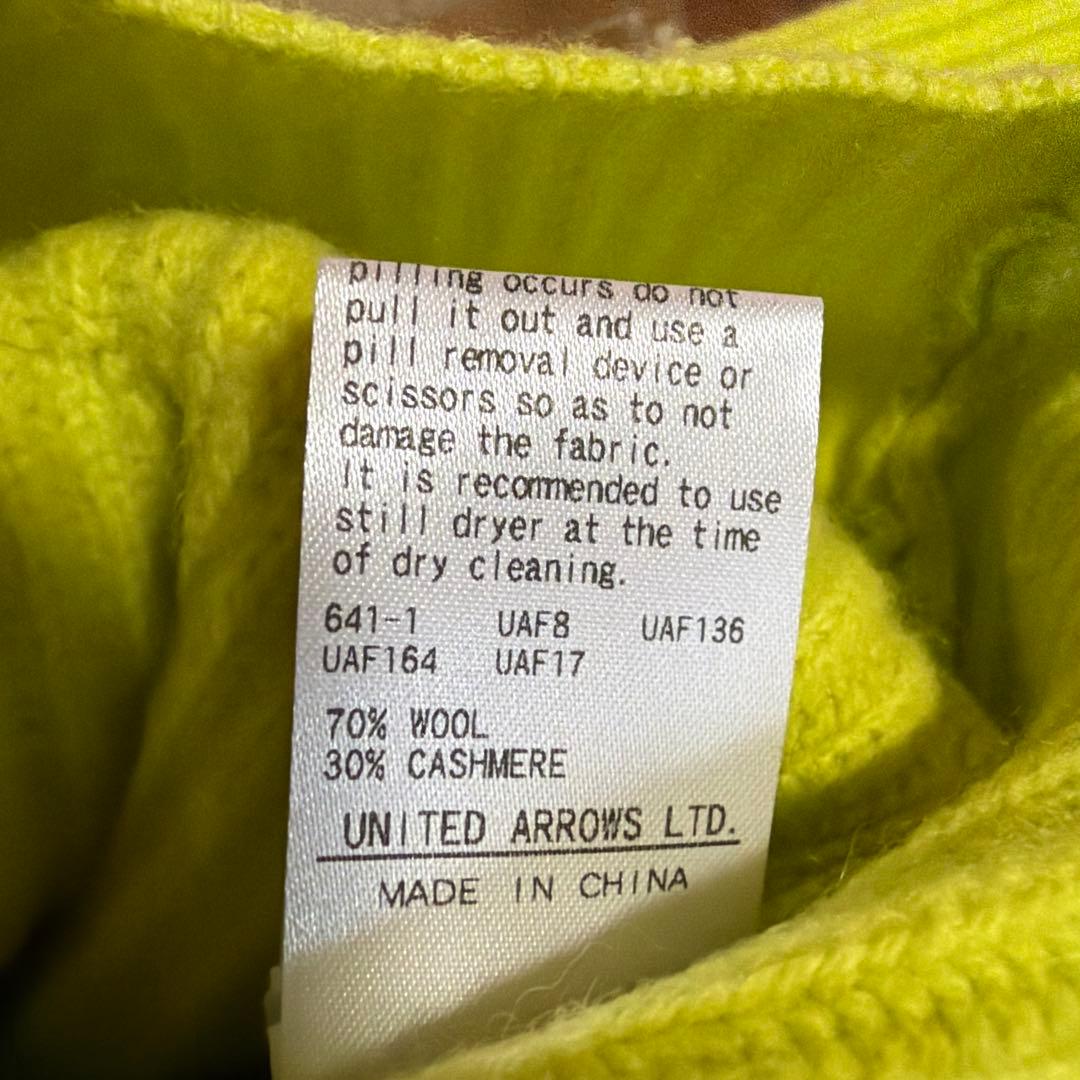 pilling occurs do not
pull it out and use a
pill removal device or
scissors so as to not
damage the fabric.
It is recommended to use
still dryer at the time
of dry cleaning.
641-1 UAF8 UAF136
UAF164 UAF17
70% WOOL
30% CASHMERE
UNITED ARROWS LTD.
MADE IN CHINA